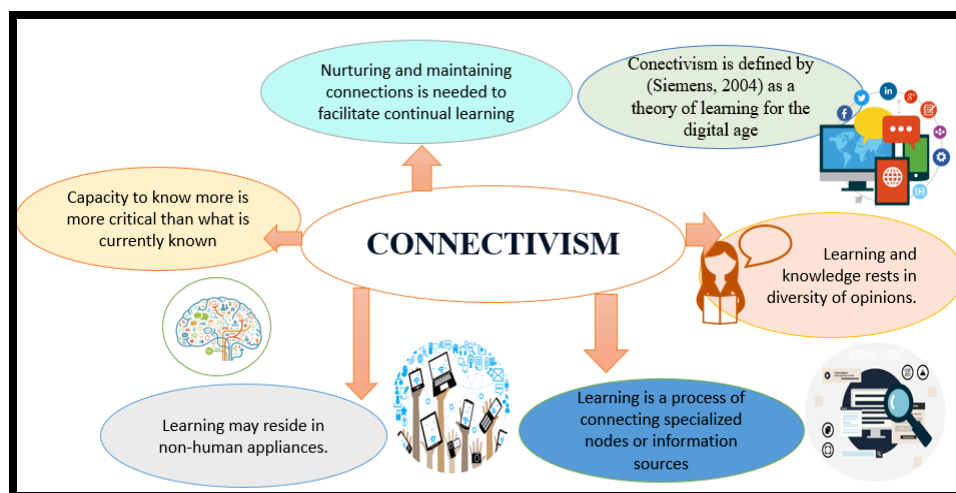 Nurturing and maintaining
connections is needed to
facilitate continual learning
Conectivism is defined by
(Siemens, 2004) as a
theory of learning for the
digital age
Capacity to know more is
more critical than what is
currently known
CONNECTIVISM
Learning and
knowledge rests in
diversity of opinions.
Learning may reside in
non-human appliances.
Learning is a process of
connecting specialized
nodes or information
sources